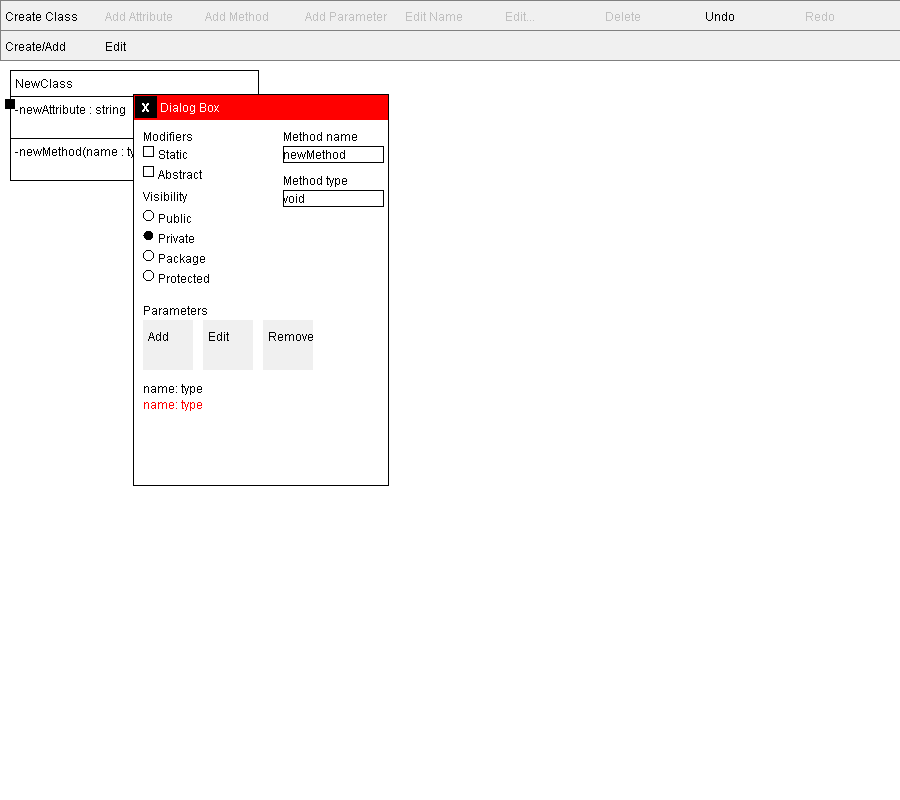 Create Class Add Attribute Add Method Add Parameter Edit Name Edit... Delete Undo Redo
Create/Add Edit
NewClass
-newAttribute : string
-newMethod(name : ty
X Dialog Box
Modifiers
Static
Abstract
Visibility
Public
Private
Package
Protected
Method name
newMethod
Method type
void
Parameters
Add Edit Remove
name: type
name: type